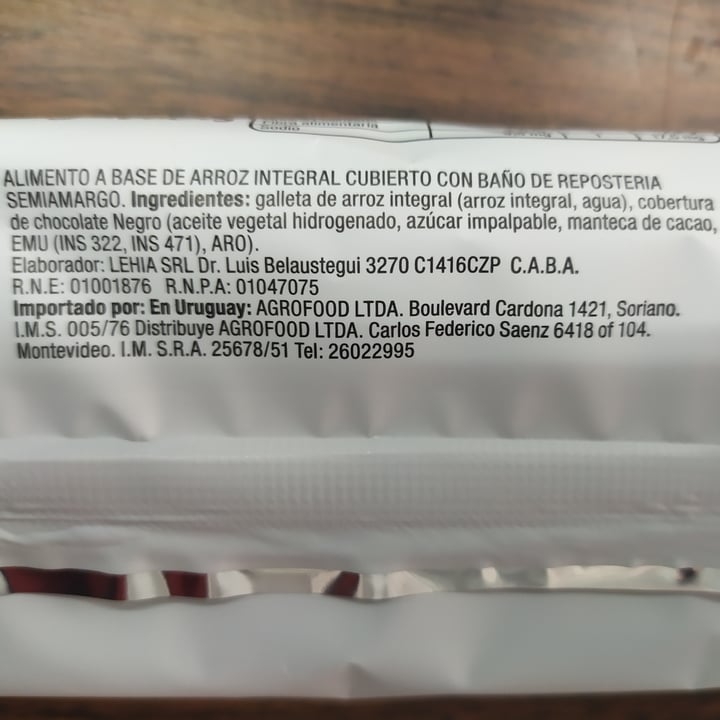 Fibra alimentaria
Sodio
ALIMENTO A BASE DE ARROZ INTEGRAL CUBIERTO CON BAÑO DE REPOSTERIA
SEMIAMARGO. Ingredientes: galleta de arroz integral (arroz integral, agua), cobertura
de chocolate Negro (aceite vegetal hidrogenado, azúcar impalpable, manteca de cacao,
EMU (INS 322, INS 471), ARO).
Elaborador: LEHIA SRL Dr. Luis Belaustegui 3270 C1416CZP C.A.B.A.
R.N.E: 01001876 R.N.P.A: 01047075
Importado por: En Uruguay: AGROFOOD LTDA. Boulevard Cardona 1421, Soriano.
I.M.S. 005/76 Distribuye AGROFOOD LTDA. Carlos Federico Saenz 6418 of 104.
Montevideo. I.M. S.R.A. 25678/51 Tel: 26022995